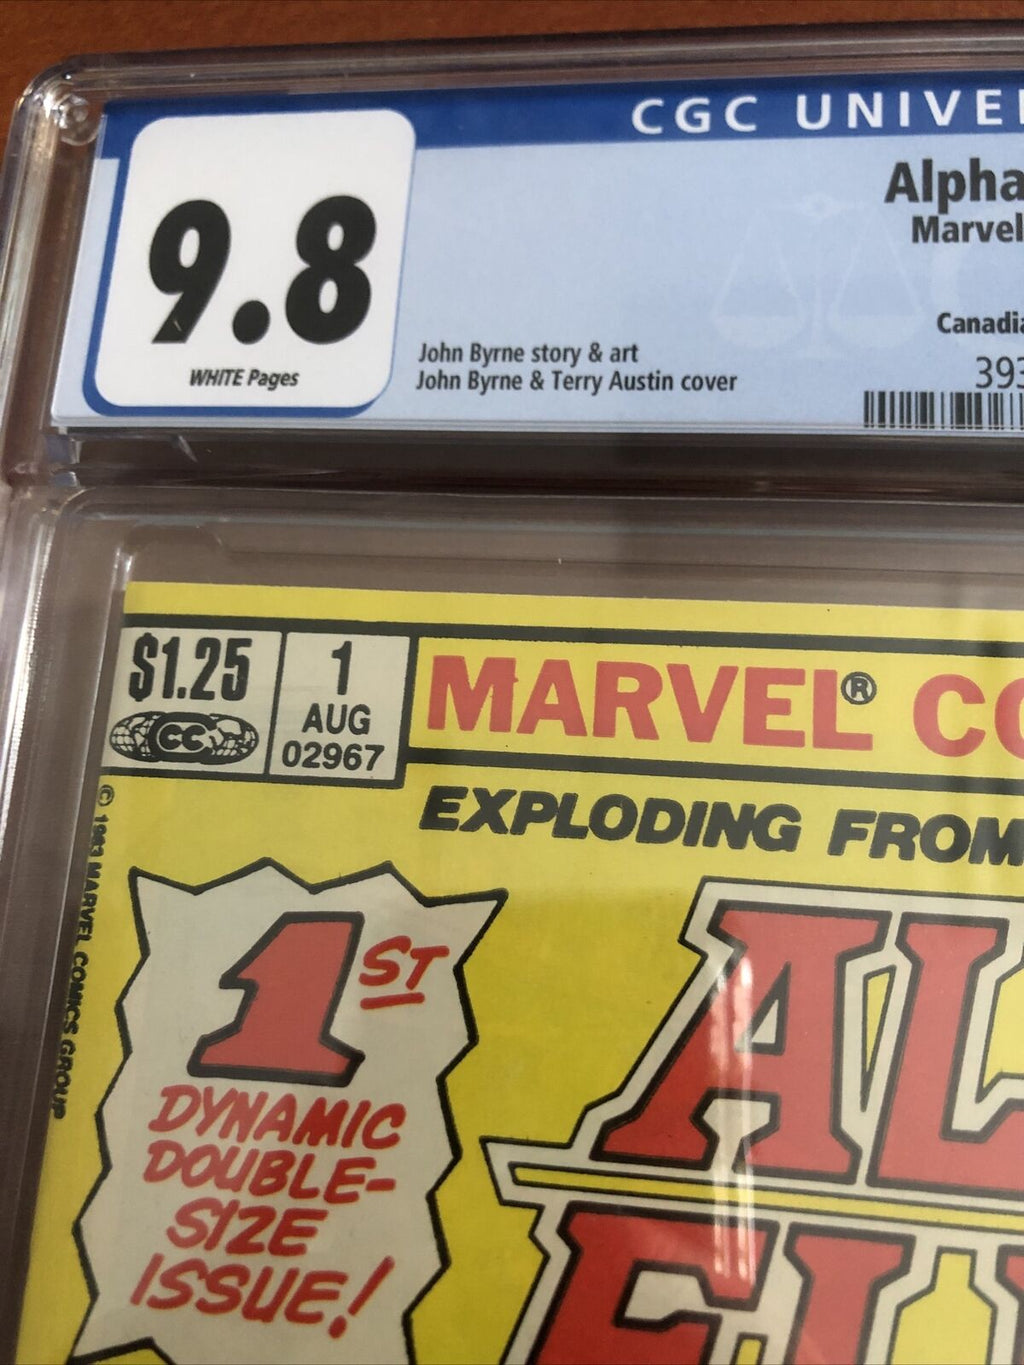 CGC UNIVE
9.8
WHITE Pages
Alpha
Marvel
Canadia
John Byrne story & art
John Byrne & Terry Austin cover
393
$1.25
CC
1
AUG
02967
MARVEL® CO
EXPLODING FROM
© 1983 MARVEL COMICS GROUP
1ST
DYNAMIC
DOUBLE-
SIZE
ISSUE!
AL
FL